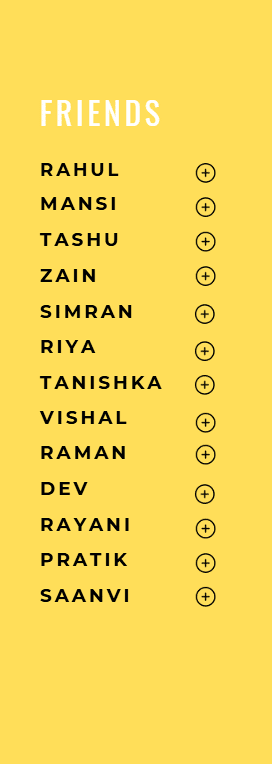 FRIENDS
RAHUL
MANSI
TASHU
ZAIN
SIMRAN
RIYA
TANISHKA
VISHAL
RAMAN
DEV
RAYANI
PRATIK
SAANVI